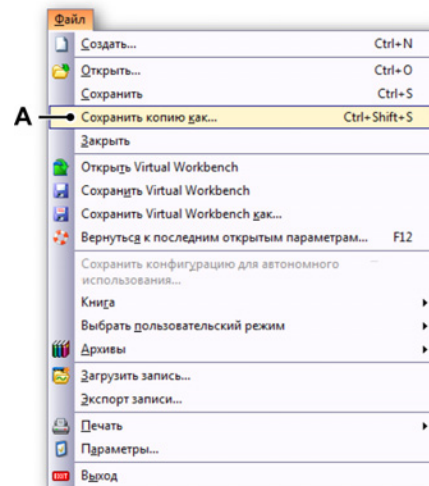 Файл
Создать... Ctrl+N
Открыть... Ctrl+O
Сохранить Ctrl+S
A Сохранить копию как... Ctrl+Shift+S
Закрыть
Открыть Virtual Workbench
Сохранить Virtual Workbench
Сохранить Virtual Workbench как...
Вернуться к последним открытым параметрам... F12
Сохранить конфигурацию для автономного
использования...
Книга
Выбрать пользовательский режим
Архивы
Загрузить запись...
Экспорт записи...
Печать
Параметры...
EXIT Выход